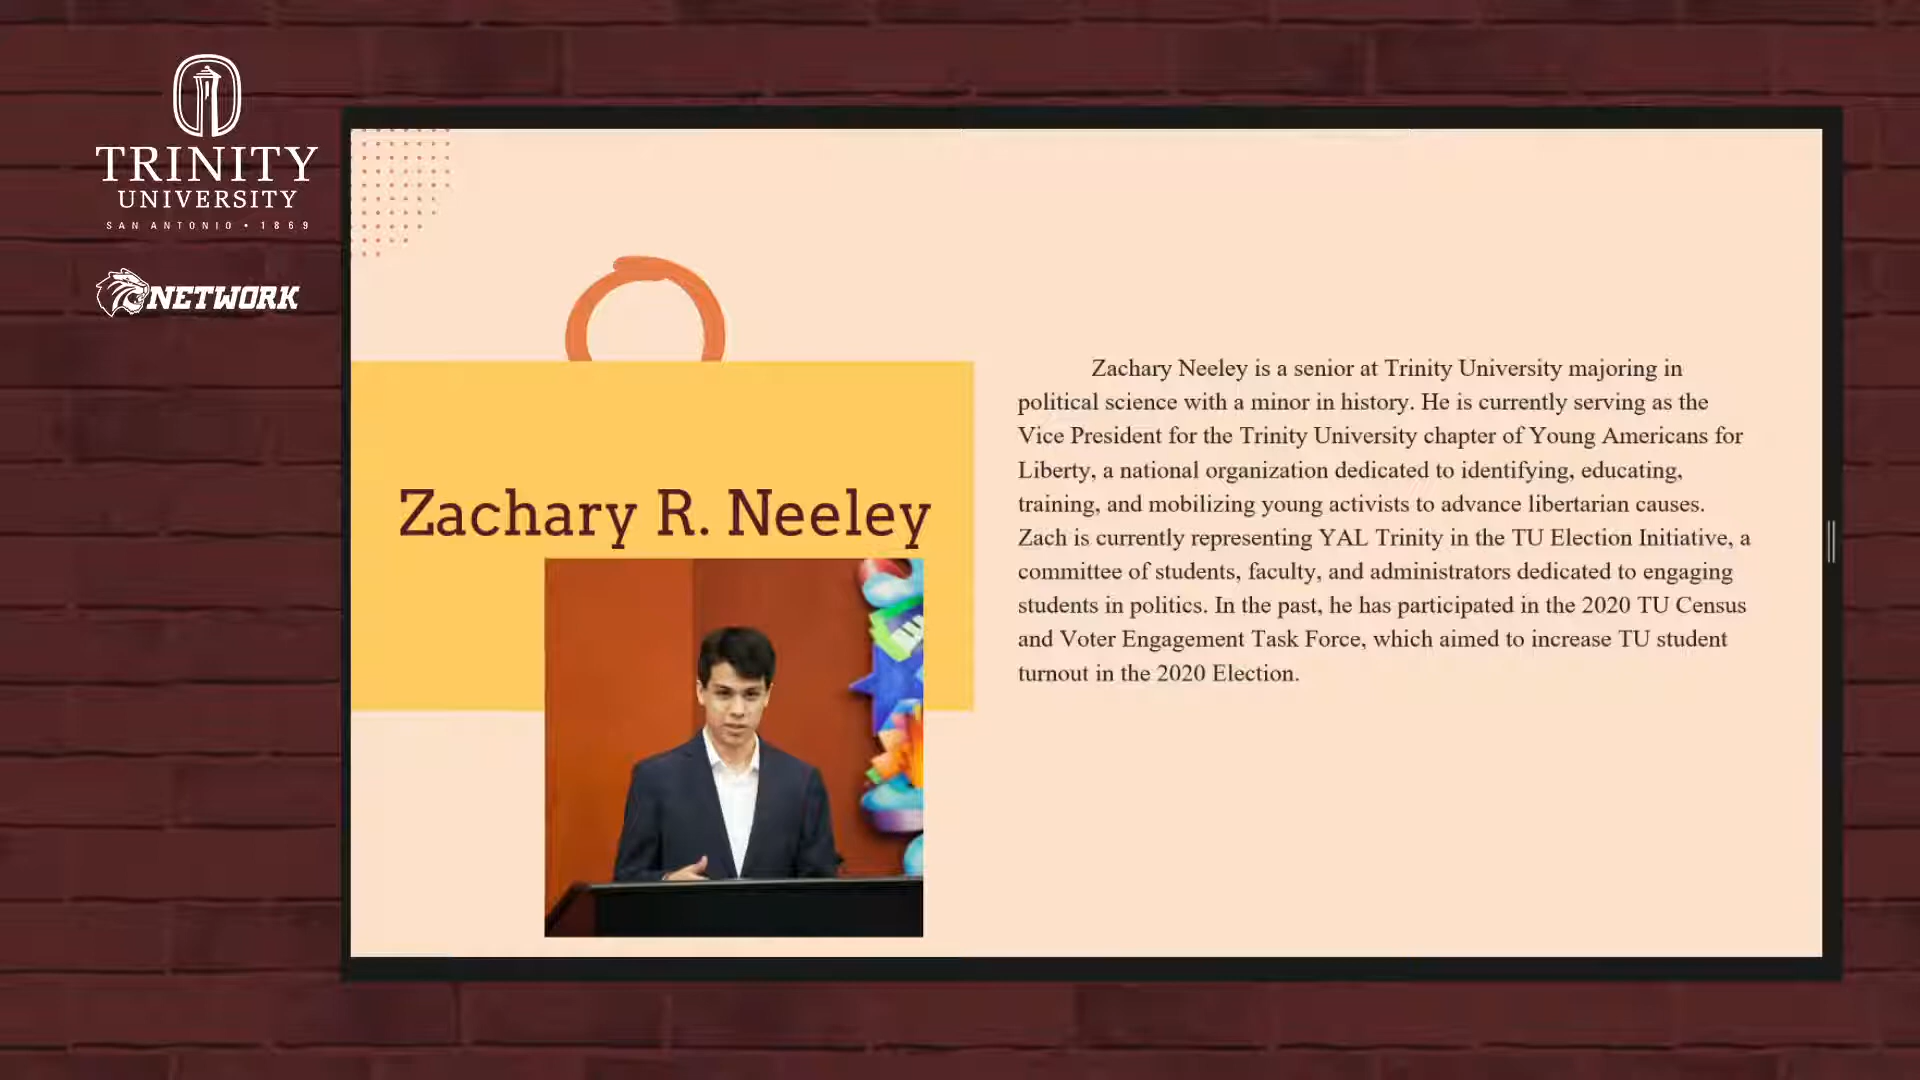 TRINITY
UNIVERSITY
SAN ANTONIO • 1869
NETWORK
Zachary R. Neeley
Zachary Neeley is a senior at Trinity University majoring in
political science with a minor in history. He is currently serving as the
Vice President for the Trinity University chapter of Young Americans for
Liberty, a national organization dedicated to identifying, educating,
training, and mobilizing young activists to advance libertarian causes.
Zach is currently representing YAL Trinity in the TU Election Initiative, a
committee of students, faculty, and administrators dedicated to engaging
students in politics. In the past, he has participated in the 2020 TU Census
and Voter Engagement Task Force, which aimed to increase TU student
turnout in the 2020 Election.